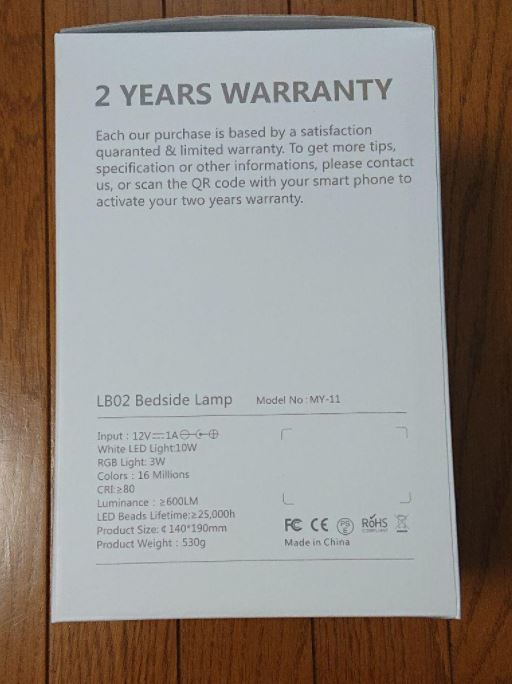 2 YEARS WARRANTY
Each our purchase is based by a satisfaction
quaranted & limited warranty. To get more tips,
specification or other informations, please contact
us, or scan the QR code with your smart phone to
activate your two years warranty.
LB02 Bedside Lamp Model No : MY-11
Input : 12V⎓1A
White LED Light:10W
RGB Light: 3W
Colors : 16 Millions
CRI:≥80
Luminance : ≥600LM
LED Beads Lifetime:≥25,000h
Product Size: ¢ 140*190mm
Product Weight : 530g
FC CE PSE RoHS
COMPLIANT
Made in China